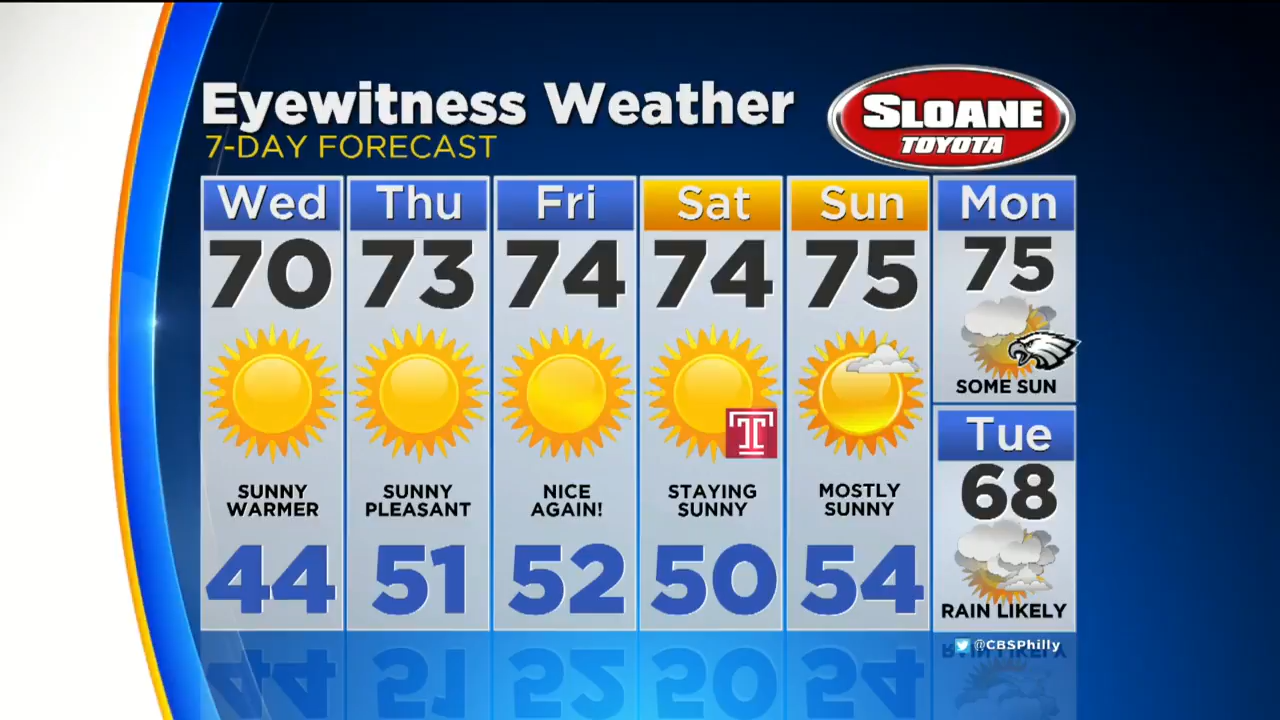 Eyewitness Weather
7-DAY FORECAST
SLOANE
TOYOTA
Wed
70
SUNNY
WARMER
44
Thu
73
SUNNY
PLEASANT
51
Fri
74
NICE
AGAIN!
52
Sat
74
T
STAYING
SUNNY
50
Sun
75
MOSTLY
SUNNY
54
Mon
75
SOME SUN
Tue
68
RAIN LIKELY
@CBSPhilly